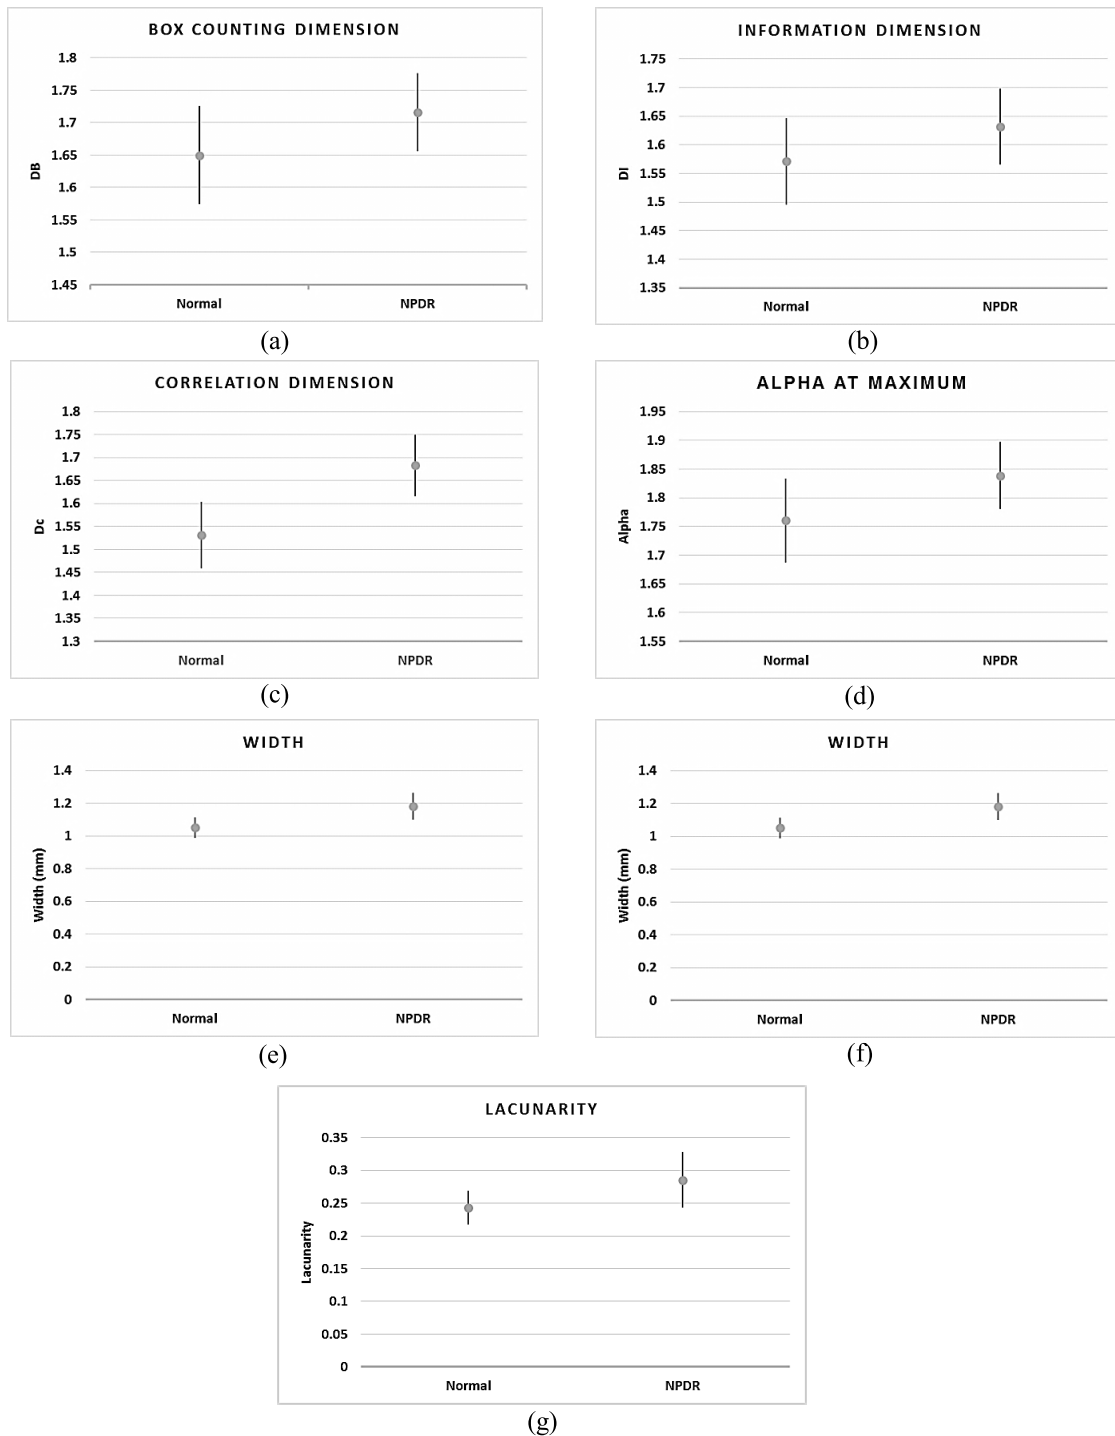 BOX COUNTING DIMENSION
1.8
1.75
1.7
1.65
1.6
1.55
1.5
1.45
DB
Normal NPDR
(a)
INFORMATION DIMENSION
1.75
1.7
1.65
1.6
1.55
1.5
1.45
1.4
1.35
DI
Normal NPDR
(b)
CORRELATION DIMENSION
1.8
1.75
1.7
1.65
1.6
1.55
1.5
1.45
1.4
1.35
1.3
Dc
Normal NPDR
(c)
ALPHA AT MAXIMUM
1.95
1.9
1.85
1.8
1.75
1.7
1.65
1.6
1.55
Alpha
Normal NPDR
(d)
WIDTH
1.4
1.2
1
0.8
0.6
0.4
0.2
0
Width (mm)
Normal NPDR
(e)
WIDTH
1.4
1.2
1
0.8
0.6
0.4
0.2
0
Width (mm)
Normal NPDR
(f)
LACUNARITY
0.35
0.3
0.25
0.2
0.15
0.1
0.05
0
Lacunarity
Normal NPDR
(g)